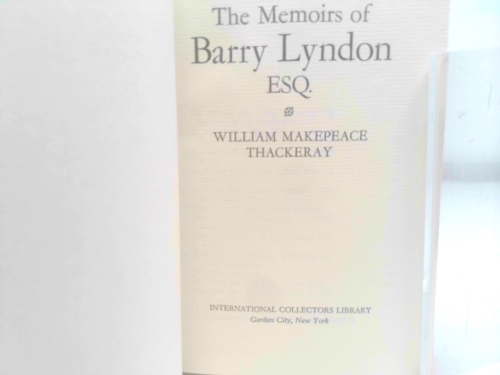 The Memoirs of
Barry Lyndon
ESQ.
WILLIAM MAKEPEACE
THACKERAY
INTERNATIONAL COLLECTORS LIBRARY
Garden City, New York